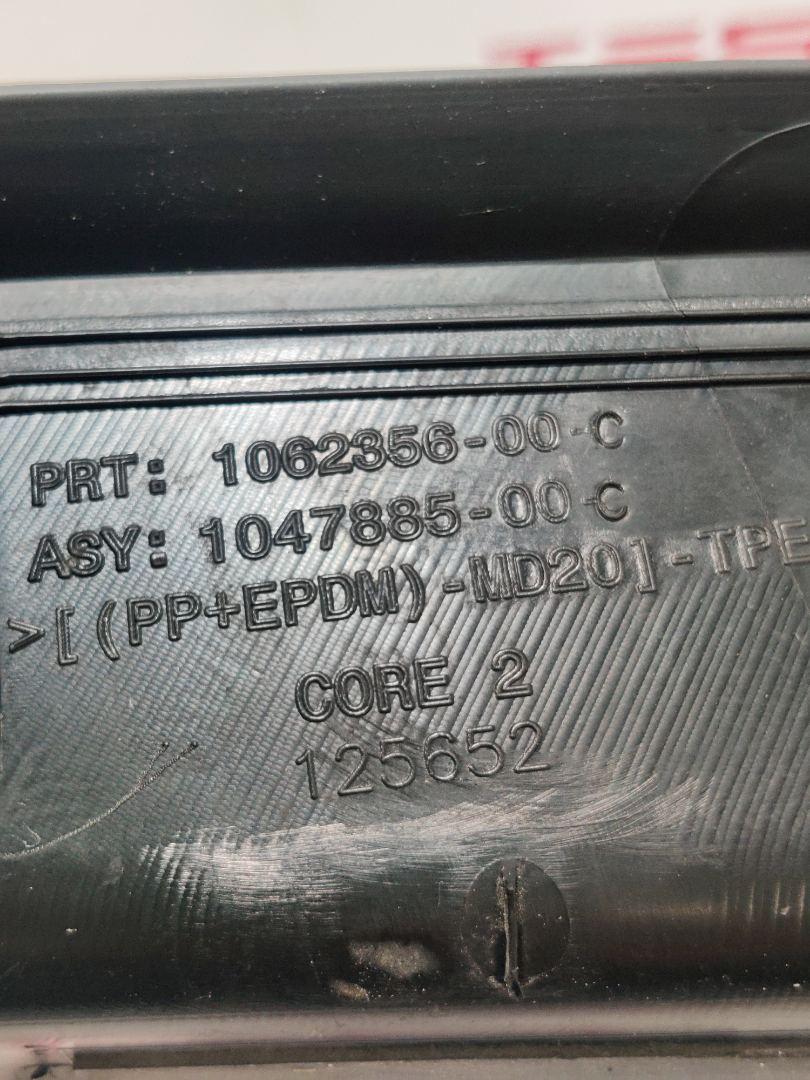 PRT: 1062356-00-C
ASY: 1047885-00-C
>[(PP+EPDM)-MD20]-TPE
CORE 2
125652